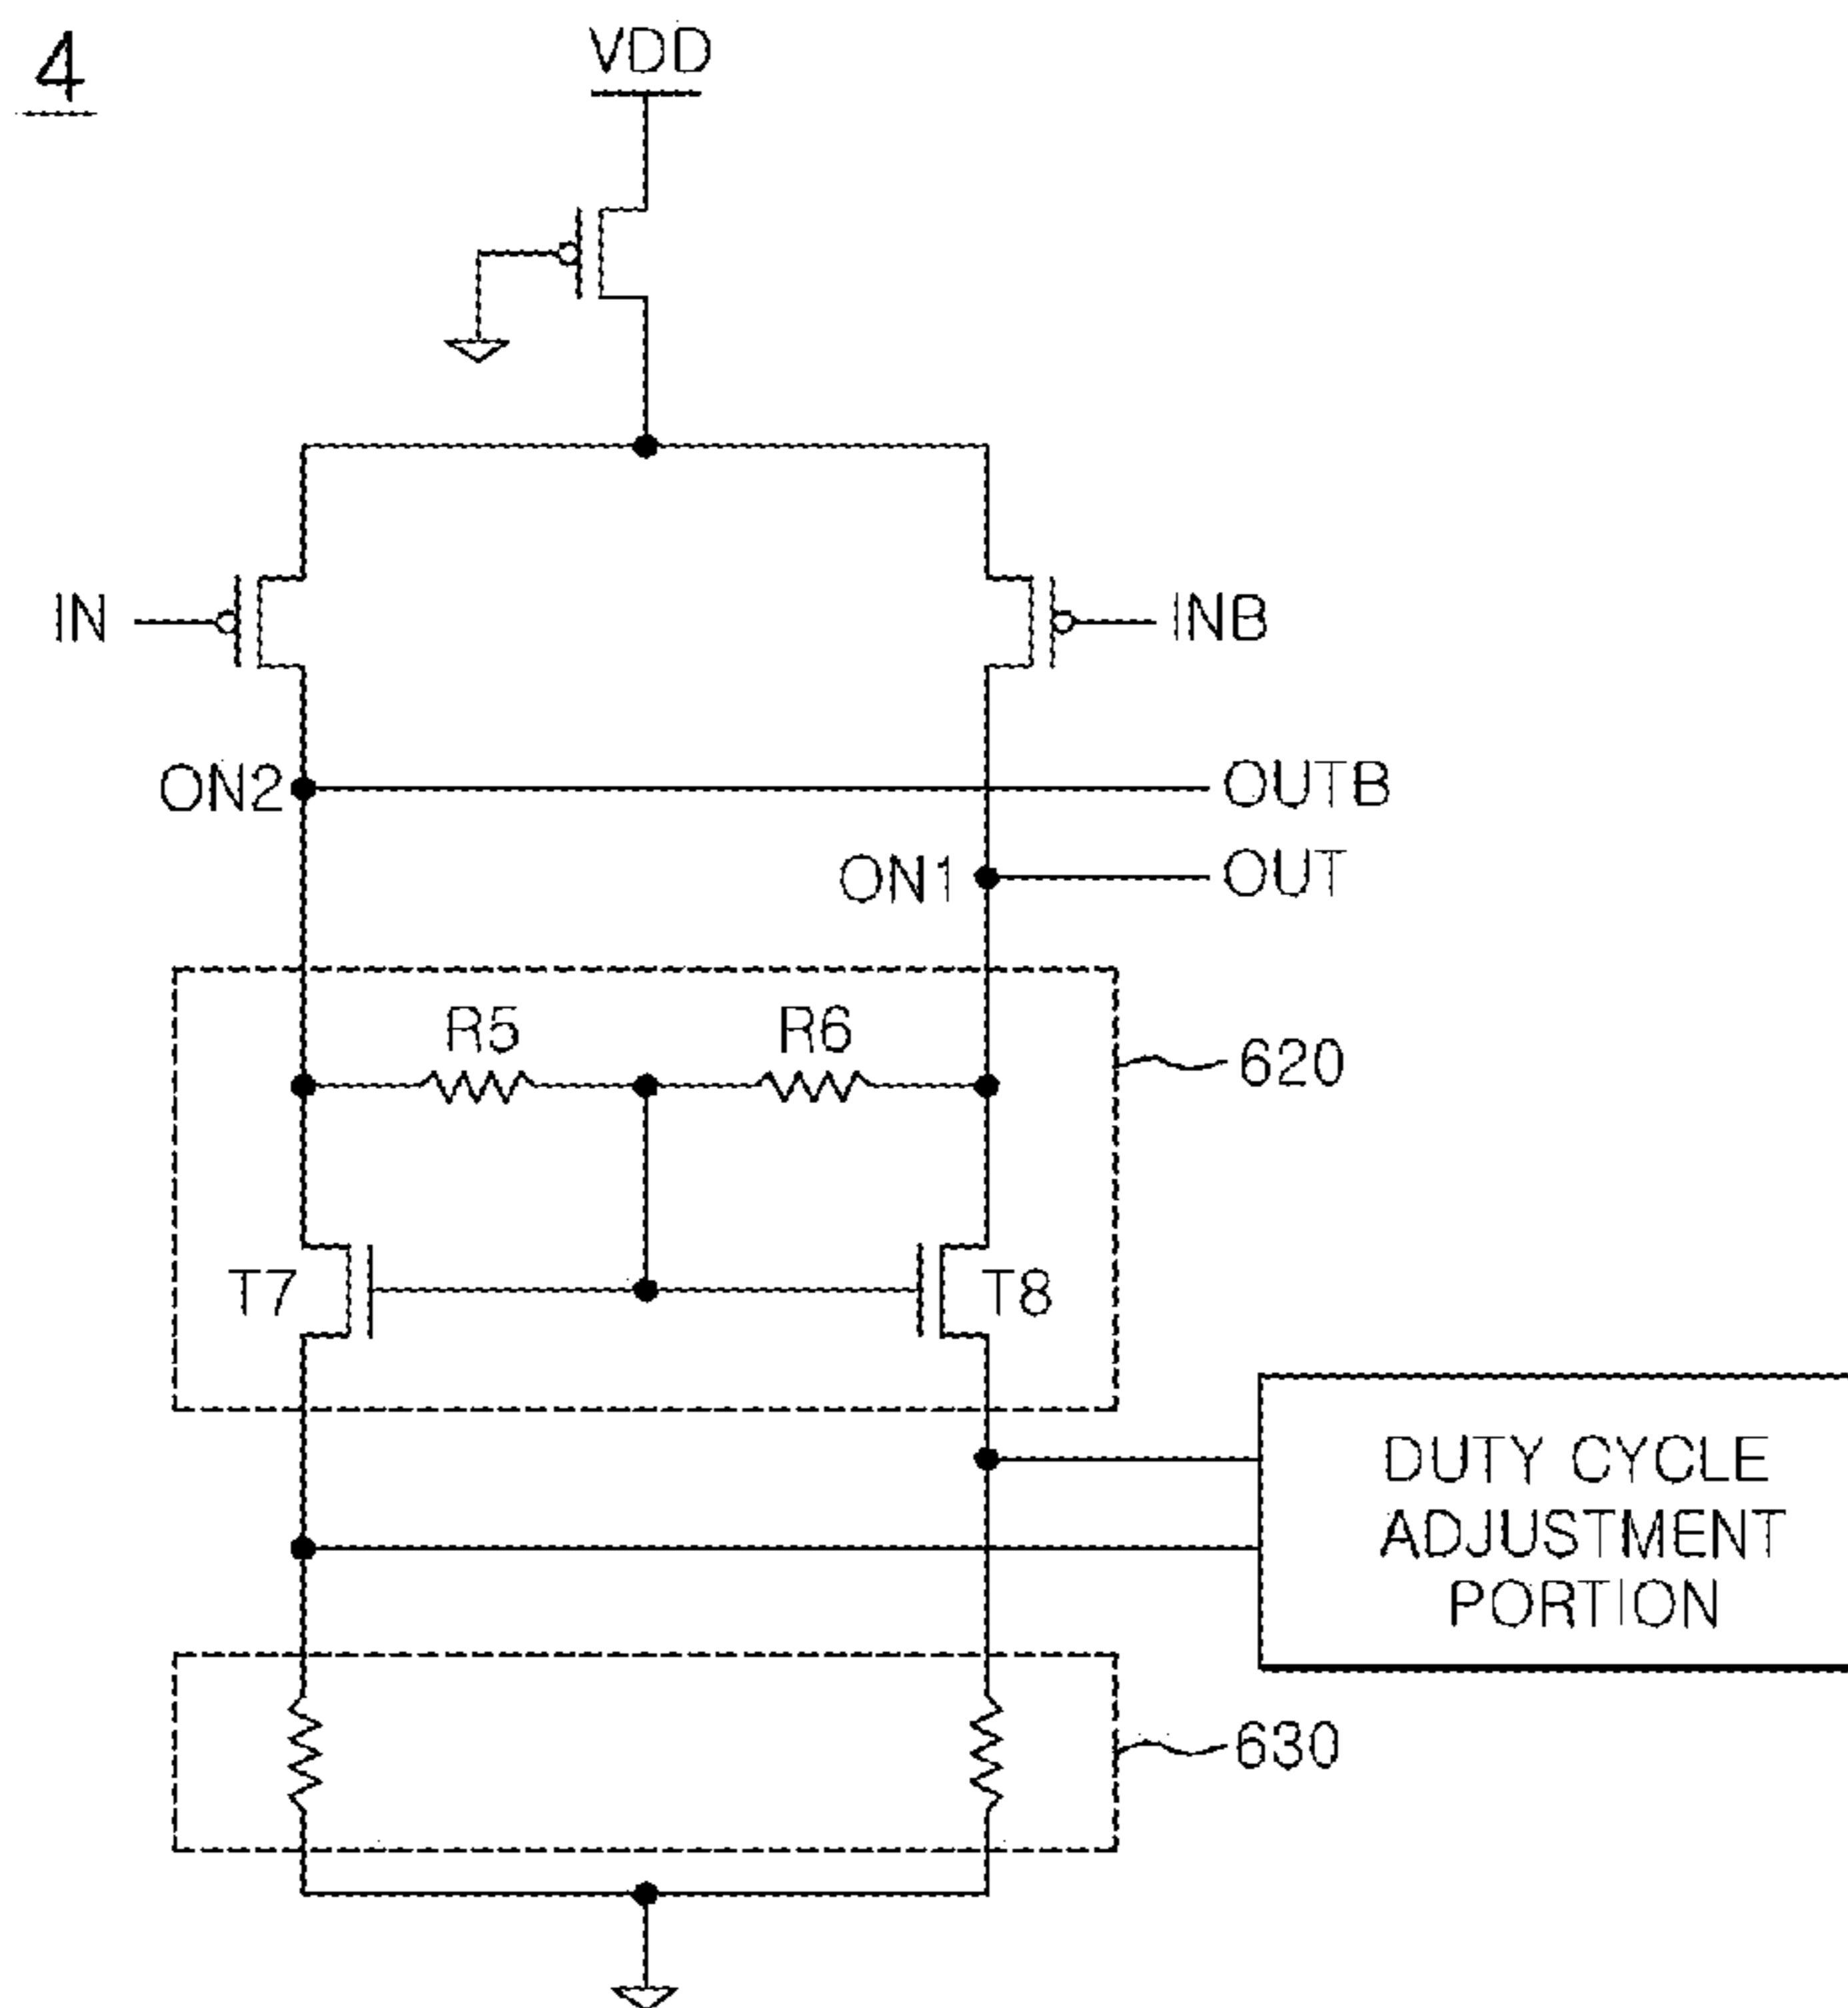 4
VDD
IN
INB
ON2
OUTB
ON1
OUT
R5
R6
620
T7
T8
DUTY CYCLE
ADJUSTMENT
PORTION
630